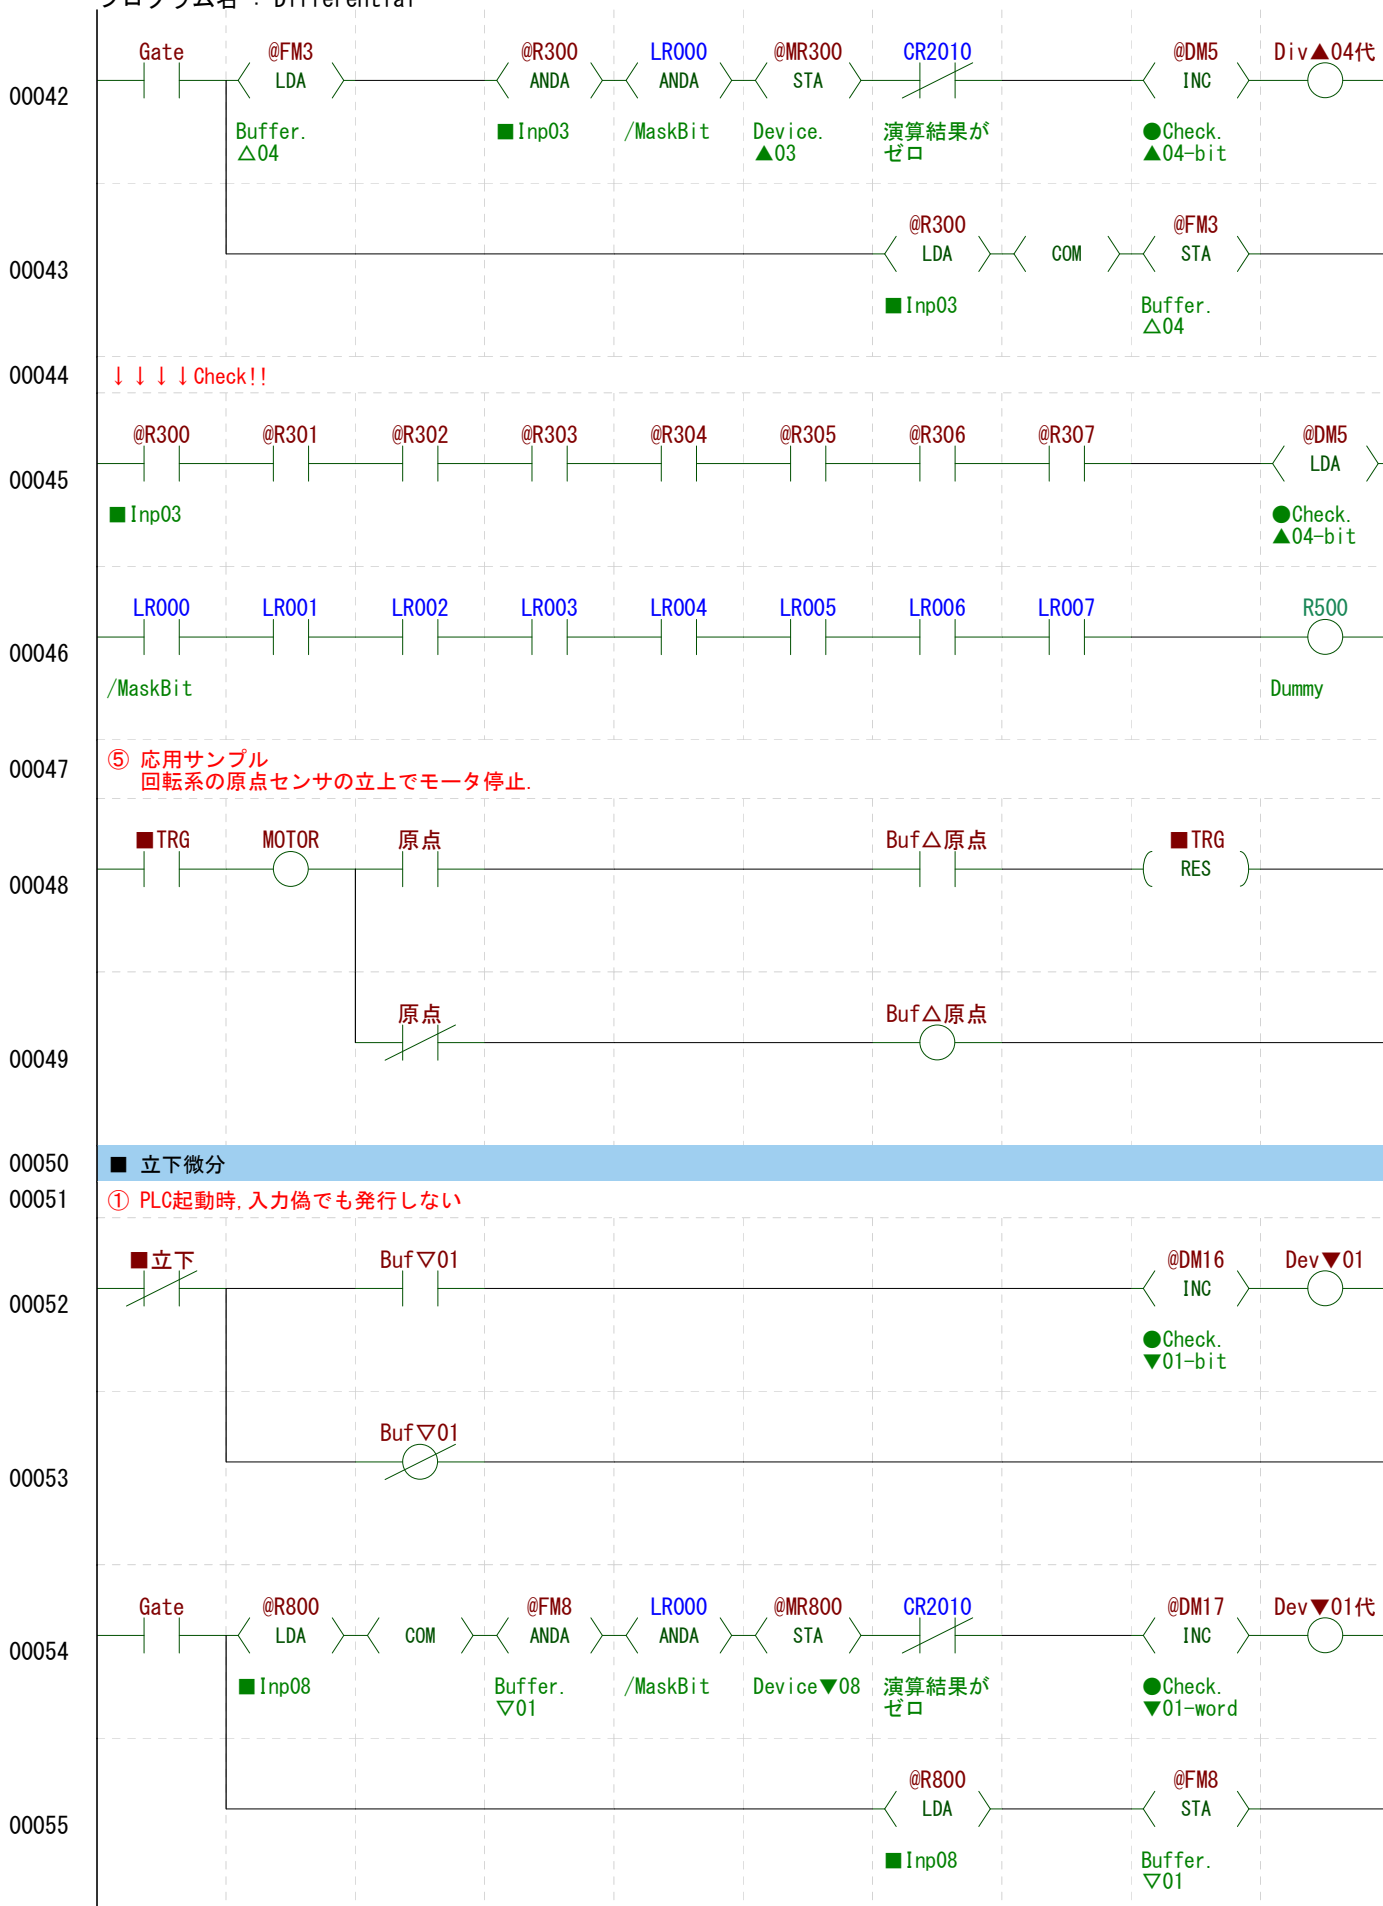 プログラム名 : Differential
Gate @FM3 @R300 LR000 @MR300 CR2010 @DM5 Div▲04代
00042 LDA ANDA ANDA STA INC
Buffer. ■Inp03 /MaskBit Device. 演算結果が ●Check.
△04 ▲03 ゼロ ▲04-bit
@R300 @FM3
00043 LDA COM STA
■Inp03 Buffer.
△04
00044 ↓↓↓↓Check!!
@R300 @R301 @R302 @R303 @R304 @R305 @R306 @R307 @DM5
00045 LDA
■Inp03 ●Check.
▲04-bit
LR000 LR001 LR002 LR003 LR004 LR005 LR006 LR007 R500
00046
/MaskBit Dummy
00047 ⑤ 応用サンプル
回転系の原点センサの立上でモータ停止.
■TRG MOTOR 原点 Buf△原点 ■TRG
00048 RES
原点 Buf△原点
00049
00050 ■ 立下微分
00051 ① PLC起動時,入力偽でも発行しない
■立下 Buf▽01 @DM16 Dev▼01
00052 INC
●Check.
▼01-bit
Buf▽01
00053
Gate @R800 @FM8 LR000 @MR800 CR2010 @DM17 Dev▼01代
00054 LDA COM ANDA ANDA STA INC
■Inp08 Buffer. /MaskBit Device▼08 演算結果が ●Check.
▽01 ゼロ ▼01-word
@R800 @FM8
00055 LDA STA
■Inp08 Buffer.
▽01